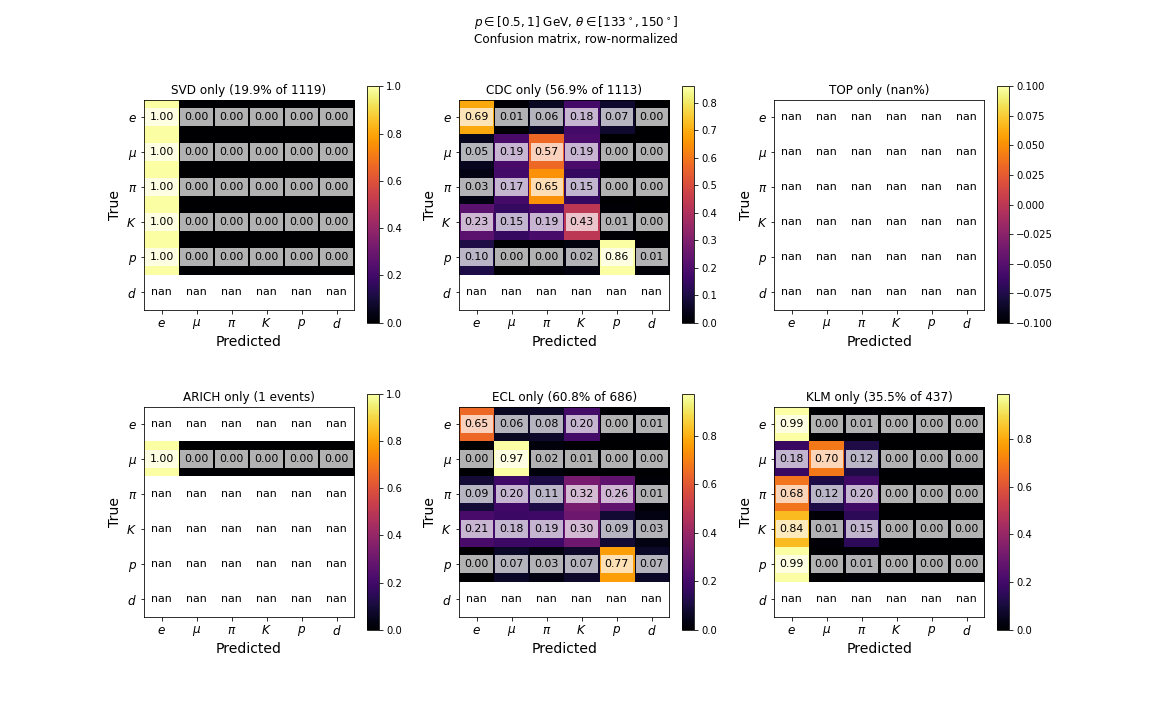 p ∈ [0.5, 1] GeV, θ ∈ [133°, 150°]
Confusion matrix, row-normalized
SVD only (19.9% of 1119)
True
e 1.00 0.00 0.00 0.00 0.00 0.00
μ 1.00 0.00 0.00 0.00 0.00 0.00
π 1.00 0.00 0.00 0.00 0.00 0.00
K 1.00 0.00 0.00 0.00 0.00 0.00
p 1.00 0.00 0.00 0.00 0.00 0.00
d nan nan nan nan nan nan
e μ π K p d
Predicted
1.0
0.8
0.6
0.4
0.2
0.0
CDC only (56.9% of 1113)
True
e 0.69 0.01 0.06 0.18 0.07 0.00
μ 0.05 0.19 0.57 0.19 0.00 0.00
π 0.03 0.17 0.65 0.15 0.00 0.00
K 0.23 0.15 0.19 0.43 0.01 0.00
p 0.10 0.00 0.00 0.02 0.86 0.01
d nan nan nan nan nan nan
e μ π K p d
Predicted
0.8
0.7
0.6
0.5
0.4
0.3
0.2
0.1
0.0
TOP only (nan%)
True
e nan nan nan nan nan nan
μ nan nan nan nan nan nan
π nan nan nan nan nan nan
K nan nan nan nan nan nan
p nan nan nan nan nan nan
d nan nan nan nan nan nan
e μ π K p d
Predicted
0.100
0.075
0.050
0.025
0.000
−0.025
−0.050
−0.075
−0.100
ARICH only (1 events)
True
e nan nan nan nan nan nan
μ 1.00 0.00 0.00 0.00 0.00 0.00
π nan nan nan nan nan nan
K nan nan nan nan nan nan
p nan nan nan nan nan nan
d nan nan nan nan nan nan
e μ π K p d
Predicted
1.0
0.8
0.6
0.4
0.2
0.0
ECL only (60.8% of 686)
True
e 0.65 0.06 0.08 0.20 0.00 0.01
μ 0.00 0.97 0.02 0.01 0.00 0.00
π 0.09 0.20 0.11 0.32 0.26 0.01
K 0.21 0.18 0.19 0.30 0.09 0.03
p 0.00 0.07 0.03 0.07 0.77 0.07
d nan nan nan nan nan nan
e μ π K p d
Predicted
0.8
0.6
0.4
0.2
0.0
KLM only (35.5% of 437)
True
e 0.99 0.00 0.01 0.00 0.00 0.00
μ 0.18 0.70 0.12 0.00 0.00 0.00
π 0.68 0.12 0.20 0.00 0.00 0.00
K 0.84 0.01 0.15 0.00 0.00 0.00
p 0.99 0.00 0.01 0.00 0.00 0.00
d nan nan nan nan nan nan
e μ π K p d
Predicted
0.8
0.6
0.4
0.2
0.0